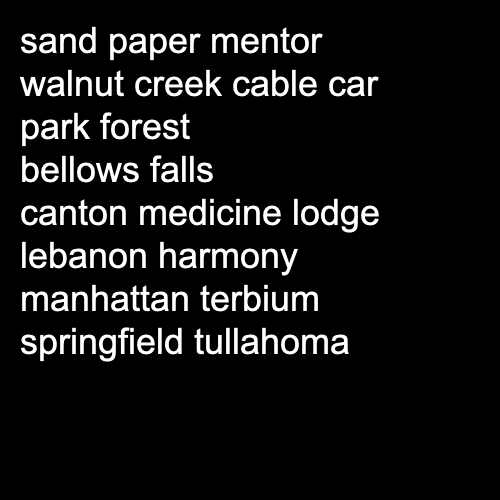 sand paper mentor
walnut creek cable car
park forest
bellows falls
canton medicine lodge
lebanon harmony
manhattan terbium
springfield tullahoma